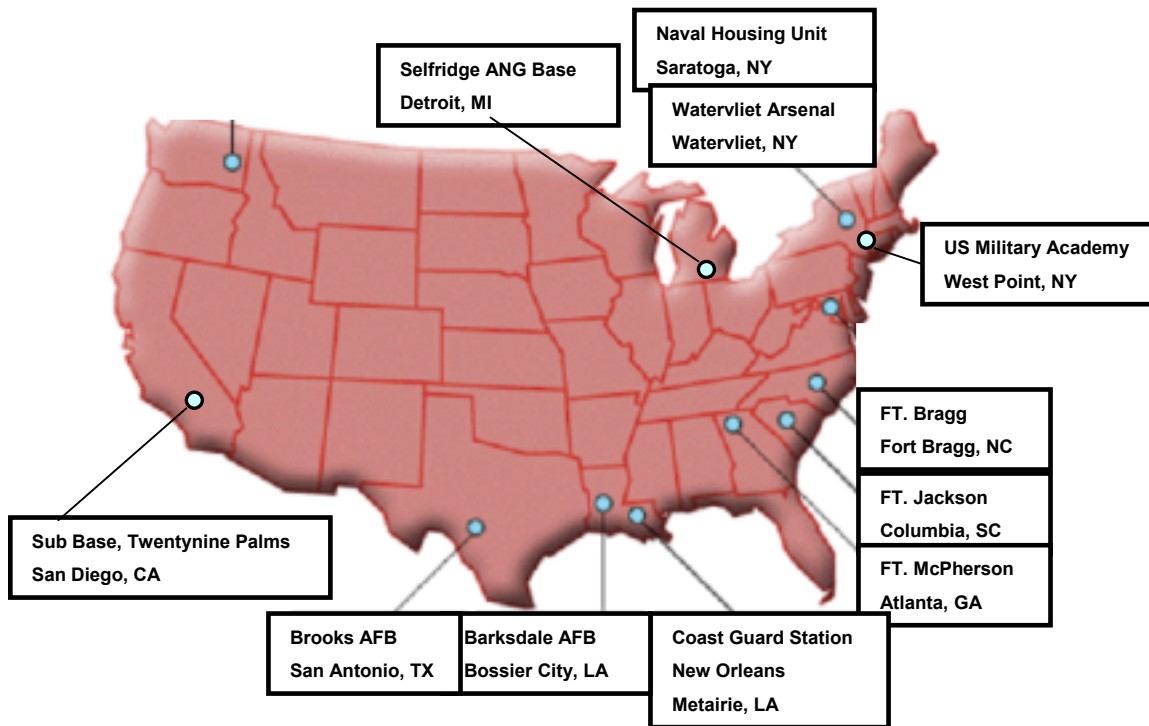 Naval Housing Unit
Saratoga, NY
Selfridge ANG Base
Detroit, MI
Watervliet Arsenal
Watervliet, NY
US Military Academy
West Point, NY
FT. Bragg
Fort Bragg, NC
FT. Jackson
Columbia, SC
Sub Base, Twentynine Palms
San Diego, CA
FT. McPherson
Atlanta, GA
Brooks AFB
San Antonio, TX
Barksdale AFB
Bossier City, LA
Coast Guard Station
New Orleans
Metairie, LA